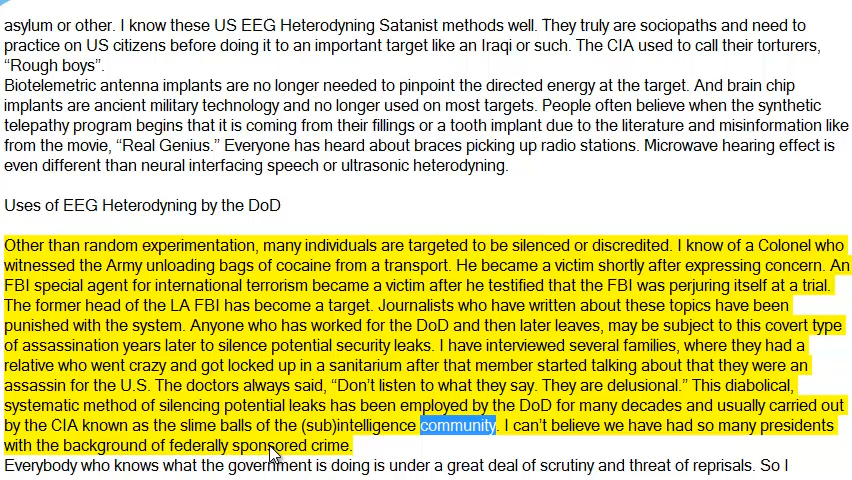 asylum or other. I know these US EEG Heterodyning Satanist methods well. They truly are sociopaths and need to
practice on US citizens before doing it to an important target like an Iraqi or such. The CIA used to call their torturers,
“Rough boys”.
Biotelemetric antenna implants are no longer needed to pinpoint the directed energy at the target. And brain chip
implants are ancient military technology and no longer used on most targets. People often believe when the synthetic
telepathy program begins that it is coming from their fillings or a tooth implant due to the literature and misinformation like
from the movie, “Real Genius.” Everyone has heard about braces picking up radio stations. Microwave hearing effect is
even different than neural interfacing speech or ultrasonic heterodyning.
Uses of EEG Heterodyning by the DoD
Other than random experimentation, many individuals are targeted to be silenced or discredited. I know of a Colonel who
witnessed the Army unloading bags of cocaine from a transport. He became a victim shortly after expressing concern. An
FBI special agent for international terrorism became a victim after he testified that the FBI was perjuring itself at a trial.
The former head of the LA FBI has become a target. Journalists who have written about these topics have been
punished with the system. Anyone who has worked for the DoD and then later leaves, may be subject to this covert type
of assassination years later to silence potential security leaks. I have interviewed several families, where they had a
relative who went crazy and got locked up in a sanitarium after that member started talking about that they were an
assassin for the U.S. The doctors always said, “Don’t listen to what they say. They are delusional.” This diabolical,
systematic method of silencing potential leaks has been employed by the DoD for many decades and usually carried out
by the CIA known as the slime balls of the (sub)intelligence community. I can’t believe we have had so many presidents
with the background of federally sponsored crime.
Everybody who knows what the government is doing is under a great deal of scrutiny and threat of reprisals. So I